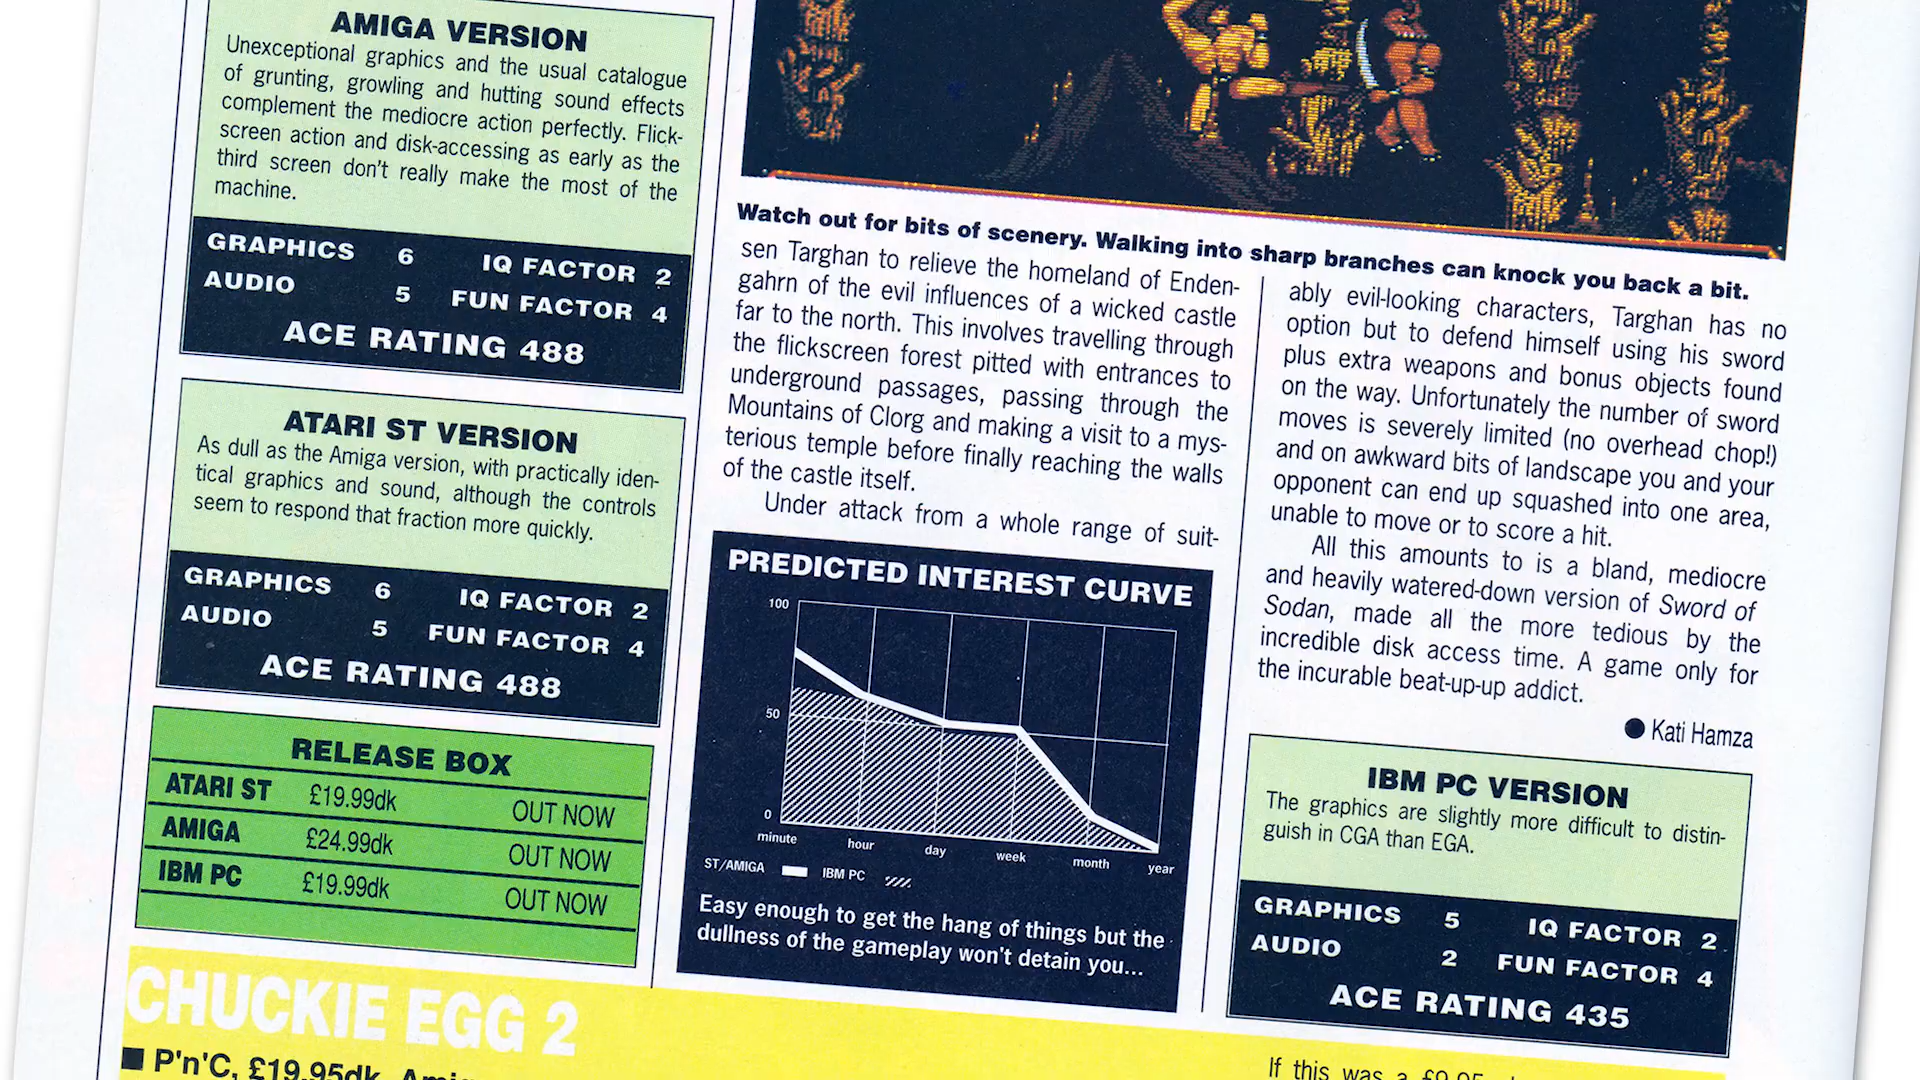 AMIGA VERSION
Unexceptional graphics and the usual catalogue
of grunting, growling and hutting sound effects
complement the mediocre action perfectly. Flick-
screen action and disk-accessing as early as the
third screen don't really make the most of the
machine.
GRAPHICS 6 IQ FACTOR 2
AUDIO 5 FUN FACTOR 4
ACE RATING 488
ATARI ST VERSION
As dull as the Amiga version, with practically iden-
tical graphics and sound, although the controls
seem to respond that fraction more quickly.
GRAPHICS 6 IQ FACTOR 2
AUDIO 5 FUN FACTOR 4
ACE RATING 488
RELEASE BOX
ATARI ST £19.99dk OUT NOW
AMIGA £24.99dk OUT NOW
IBM PC £19.99dk OUT NOW
Watch out for bits of scenery. Walking into sharp branches can knock you back a bit.
sen Targhan to relieve the homeland of Enden-
gahrn of the evil influences of a wicked castle
far to the north. This involves travelling through
the flickscreen forest pitted with entrances to
underground passages, passing through the
Mountains of Clorg and making a visit to a mys-
terious temple before finally reaching the walls
of the castle itself.
Under attack from a whole range of suit-
PREDICTED INTEREST CURVE
100
50
0
minute hour day week month year
ST/AMIGA IBM PC
Easy enough to get the hang of things but the
dullness of the gameplay won't detain you...
ably evil-looking characters, Targhan has no
option but to defend himself using his sword
plus extra weapons and bonus objects found
on the way. Unfortunately the number of sword
moves is severely limited (no overhead chop!)
and on awkward bits of landscape you and your
opponent can end up squashed into one area,
unable to move or to score a hit.
All this amounts to is a bland, mediocre
and heavily watered-down version of Sword of
Sodan, made all the more tedious by the
incredible disk access time. A game only for
the incurable beat-up-up addict.
● Kati Hamza
IBM PC VERSION
The graphics are slightly more difficult to distin-
guish in CGA than EGA.
GRAPHICS 5 IQ FACTOR 2
AUDIO 2 FUN FACTOR 4
ACE RATING 435
CHUCKIE EGG 2
■ P'n'C, £19.95dk
If this was a